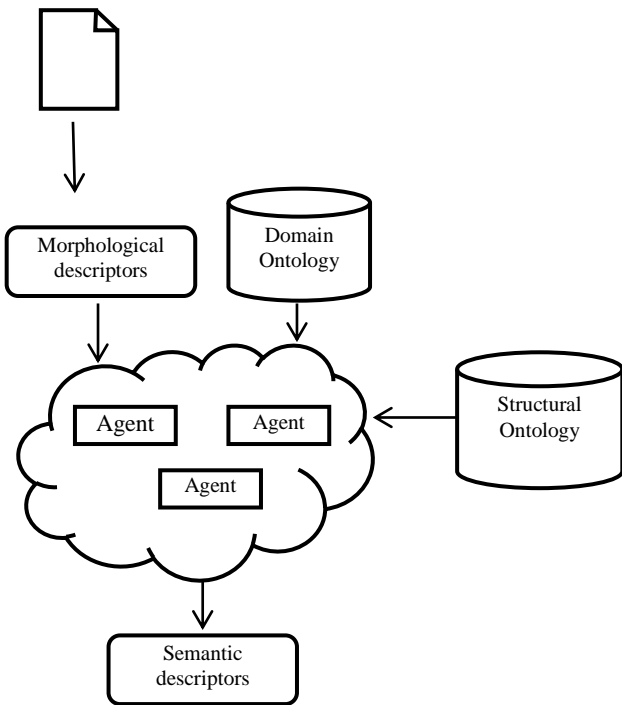 Morphological
descriptors
Domain
Ontology
Structural
Ontology
Agent
Agent
Agent
Semantic
descriptors